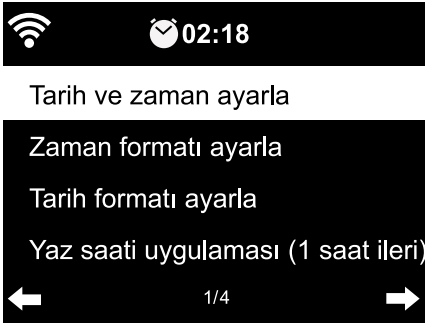 02:18
Tarih ve zaman ayarla
Zaman formatı ayarla
Tarih formatı ayarla
Yaz saati uygulaması (1 saat ileri)
1/4